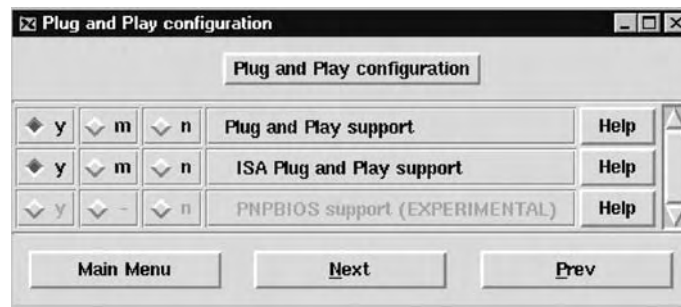 Plug and Play configuration
Plug and Play configuration
y m n Plug and Play support Help
y m n ISA Plug and Play support Help
y - n PNPBIOS support (EXPERIMENTAL) Help
Main Menu Next Prev